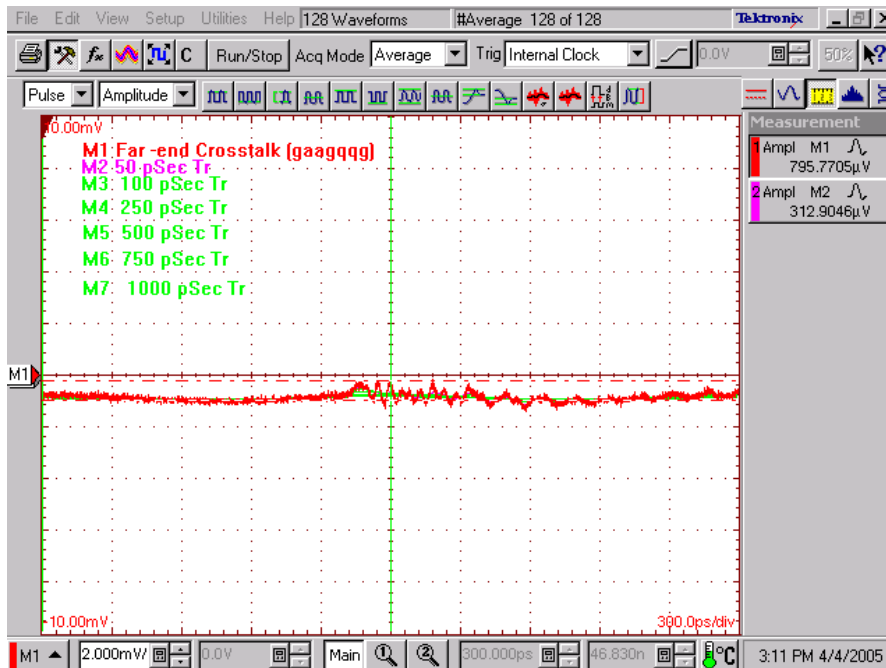 File Edit View Setup Utilities Help 128 Waveforms #Average 128 of 128 Tektronix
C Run/Stop Acq Mode Average Trig Internal Clock 0.0V 50%
Pulse Amplitude
10.00mV
M1:Far -end Crosstalk (gaagqqg)
M2 50 pSec Tr
M3: 100 pSec Tr
M4: 250 pSec Tr
M5: 500 pSec Tr
M6: 750 pSec Tr
M7: 1000 pSec Tr
M1
-10.00mV 300.0ps/div
Measurement
1 Ampl M1
795.7705µV
2 Ampl M2
312.9046µV
M1 2.000mV/ 0.0V Main 1 2 300.000ps 46.830n °C 3:11 PM 4/4/2005